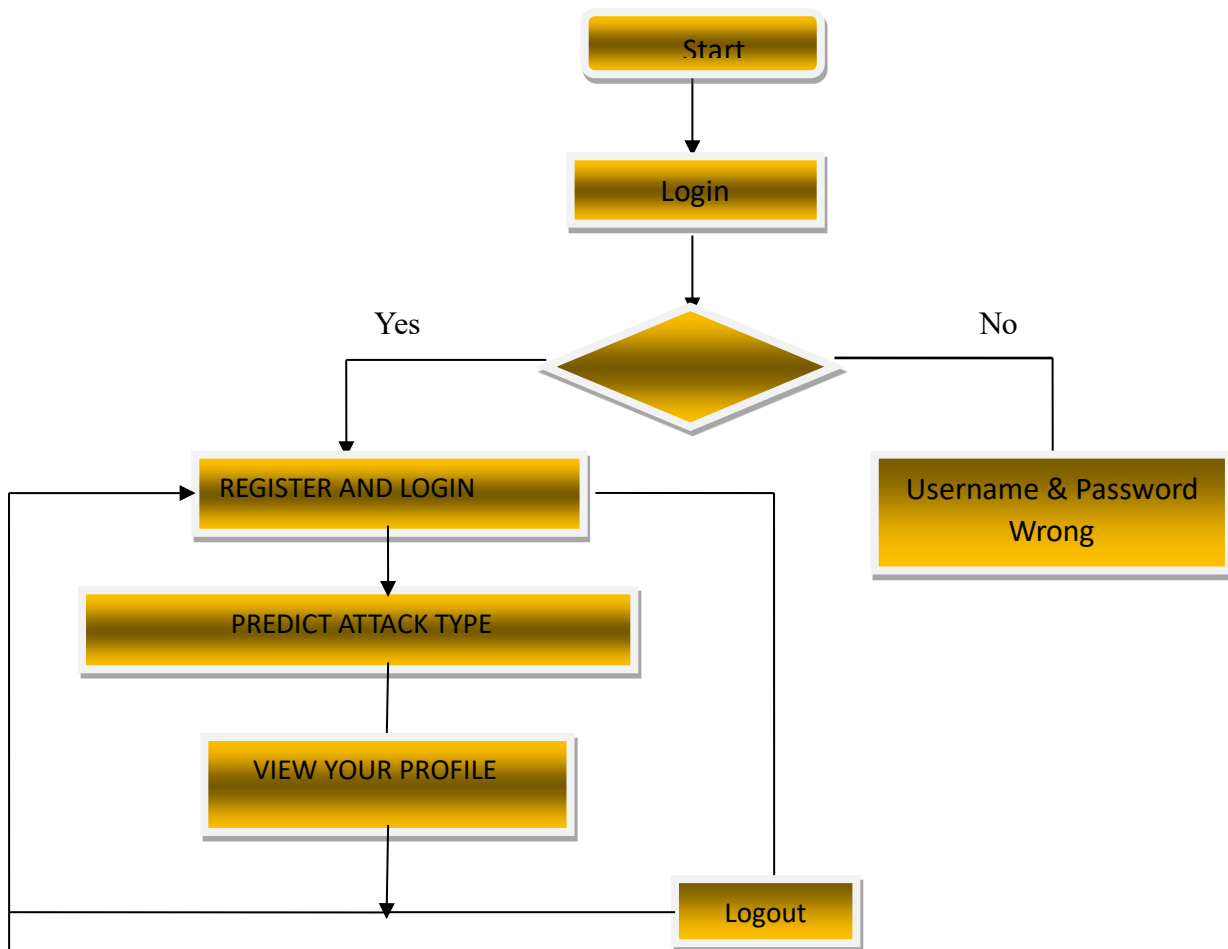 Start
Login
Yes
No
REGISTER AND LOGIN
Username & Password
Wrong
PREDICT ATTACK TYPE
VIEW YOUR PROFILE
Logout